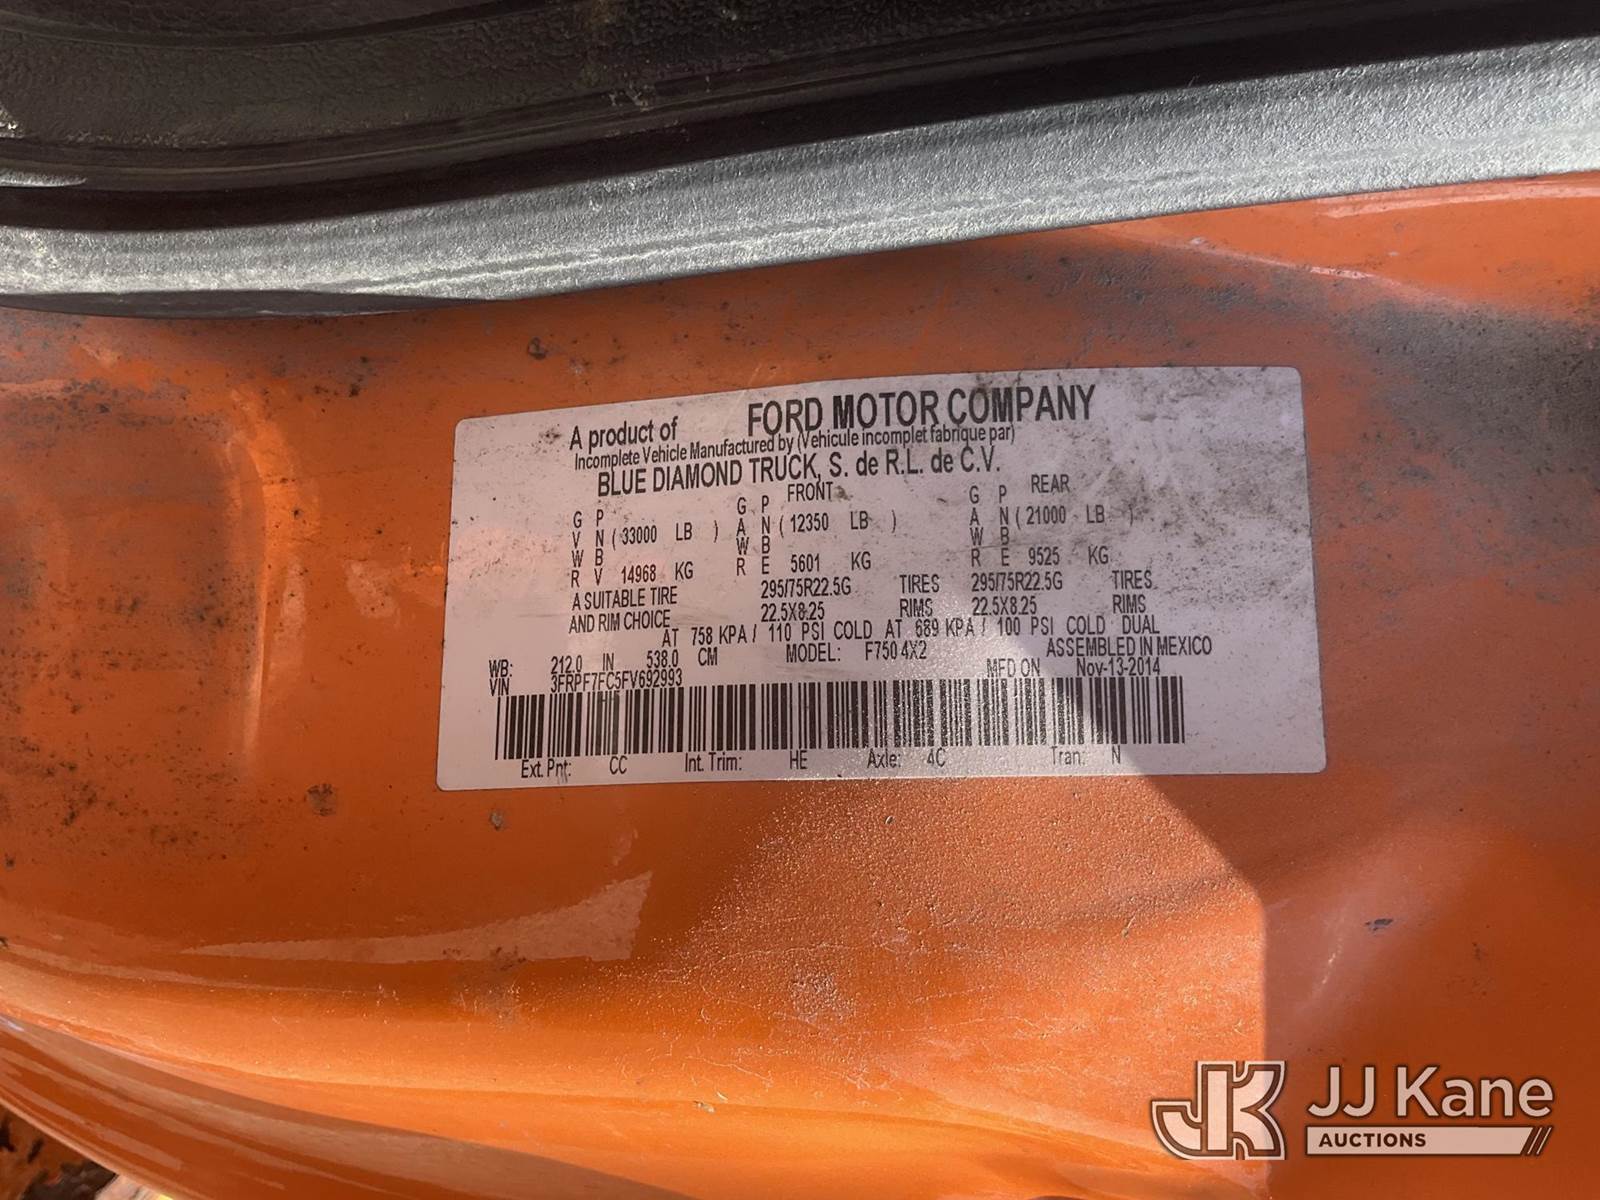 A product of FORD MOTOR COMPANY
Incomplete Vehicle Manufactured by (Vehicule incomplet fabrique par)
BLUE DIAMOND TRUCK, S. de R.L. de C.V.
G P G P FRONT G P REAR
V N ( 33000 LB ) A N ( 12350 LB ) A N ( 21000 LB )
W B W B W B
R V 14968 KG R E 5601 KG R E 9525 KG
A SUITABLE TIRE 295/75R22.5G TIRES 295/75R22.5G TIRES
AND RIM CHOICE 22.5X8.25 RIMS 22.5X8.25 RIMS
AT 758 KPA / 110 PSI COLD AT 689 KPA / 100 PSI COLD DUAL
WB: 212.0 IN 538.0 CM MODEL: F750 4X2 ASSEMBLED IN MEXICO
VIN 3FRPF7FC5FV692993 MFD ON Nov-13-2014
Ext. Pnt: CC Int. Trim: HE Axle: 4C Tran: N
JK JJ Kane
AUCTIONS